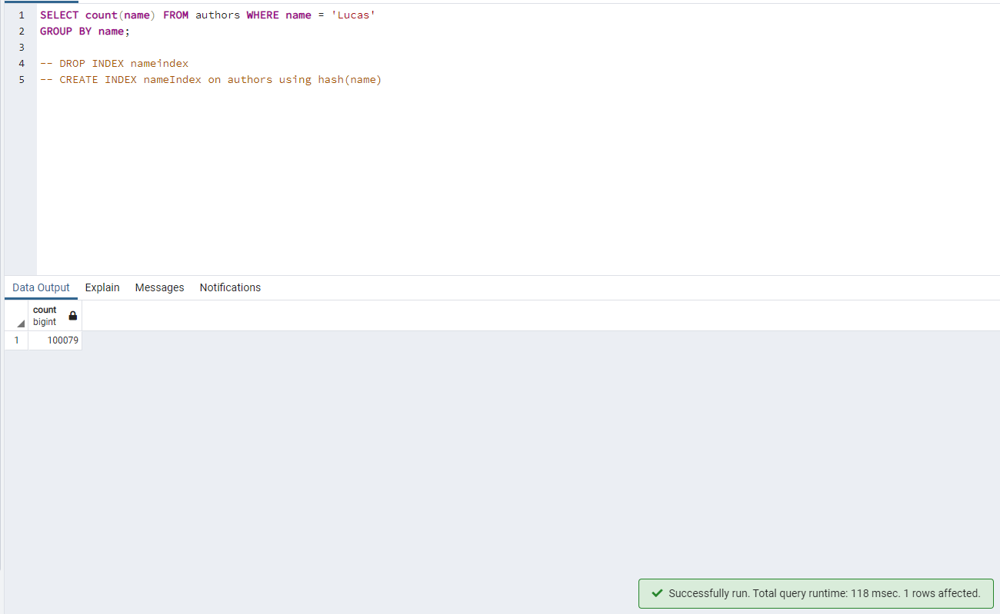 1 SELECT count(name) FROM authors WHERE name = 'Lucas'
2 GROUP BY name;
3
4 -- DROP INDEX nameindex
5 -- CREATE INDEX nameIndex on authors using hash(name)
Data Output Explain Messages Notifications
count
bigint
1 100079
Successfully run. Total query runtime: 118 msec. 1 rows affected.